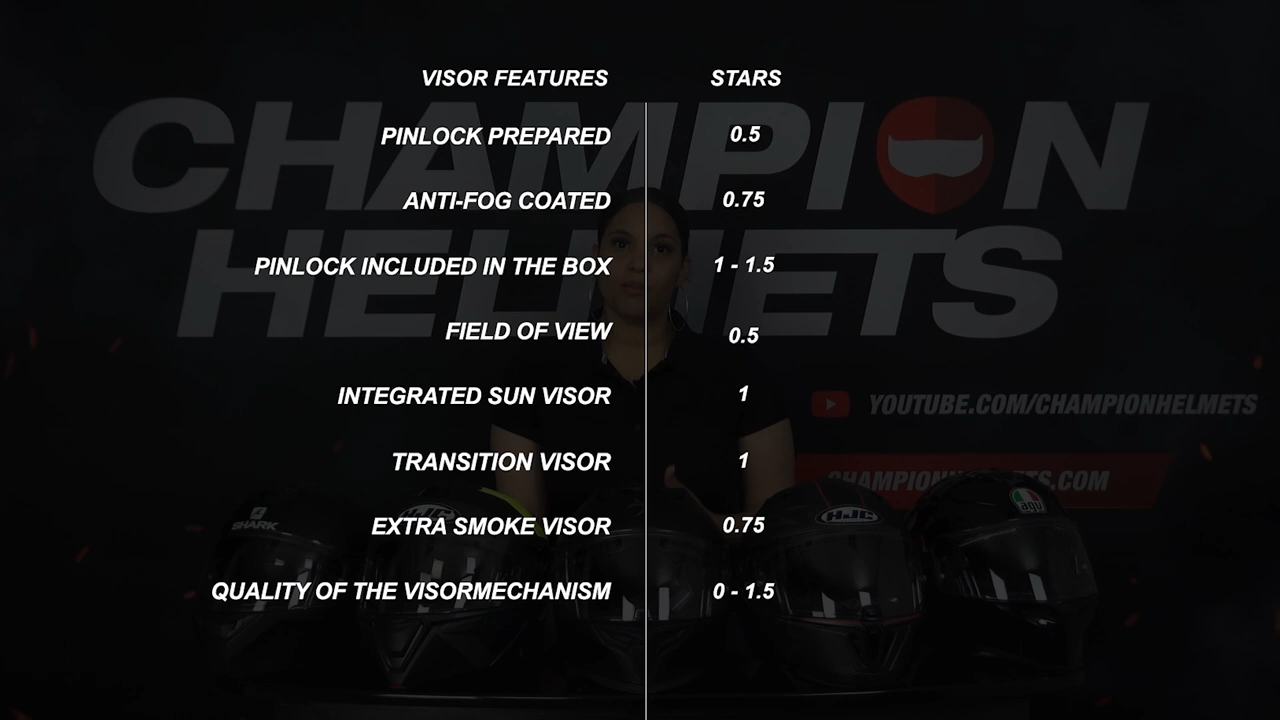 VISOR FEATURES STARS
CHAMPION
PINLOCK PREPARED 0.5
ANTI-FOG COATED 0.75
HELMETS
PINLOCK INCLUDED IN THE BOX 1 - 1.5
FIELD OF VIEW 0.5
INTEGRATED SUN VISOR 1
YOUTUBE.COM/CHAMPIONHELMETS
TRANSITION VISOR 1
EXTRA SMOKE VISOR 0.75
SHARK
HJC
HJC
agv
QUALITY OF THE VISORMECHANISM 0 - 1.5